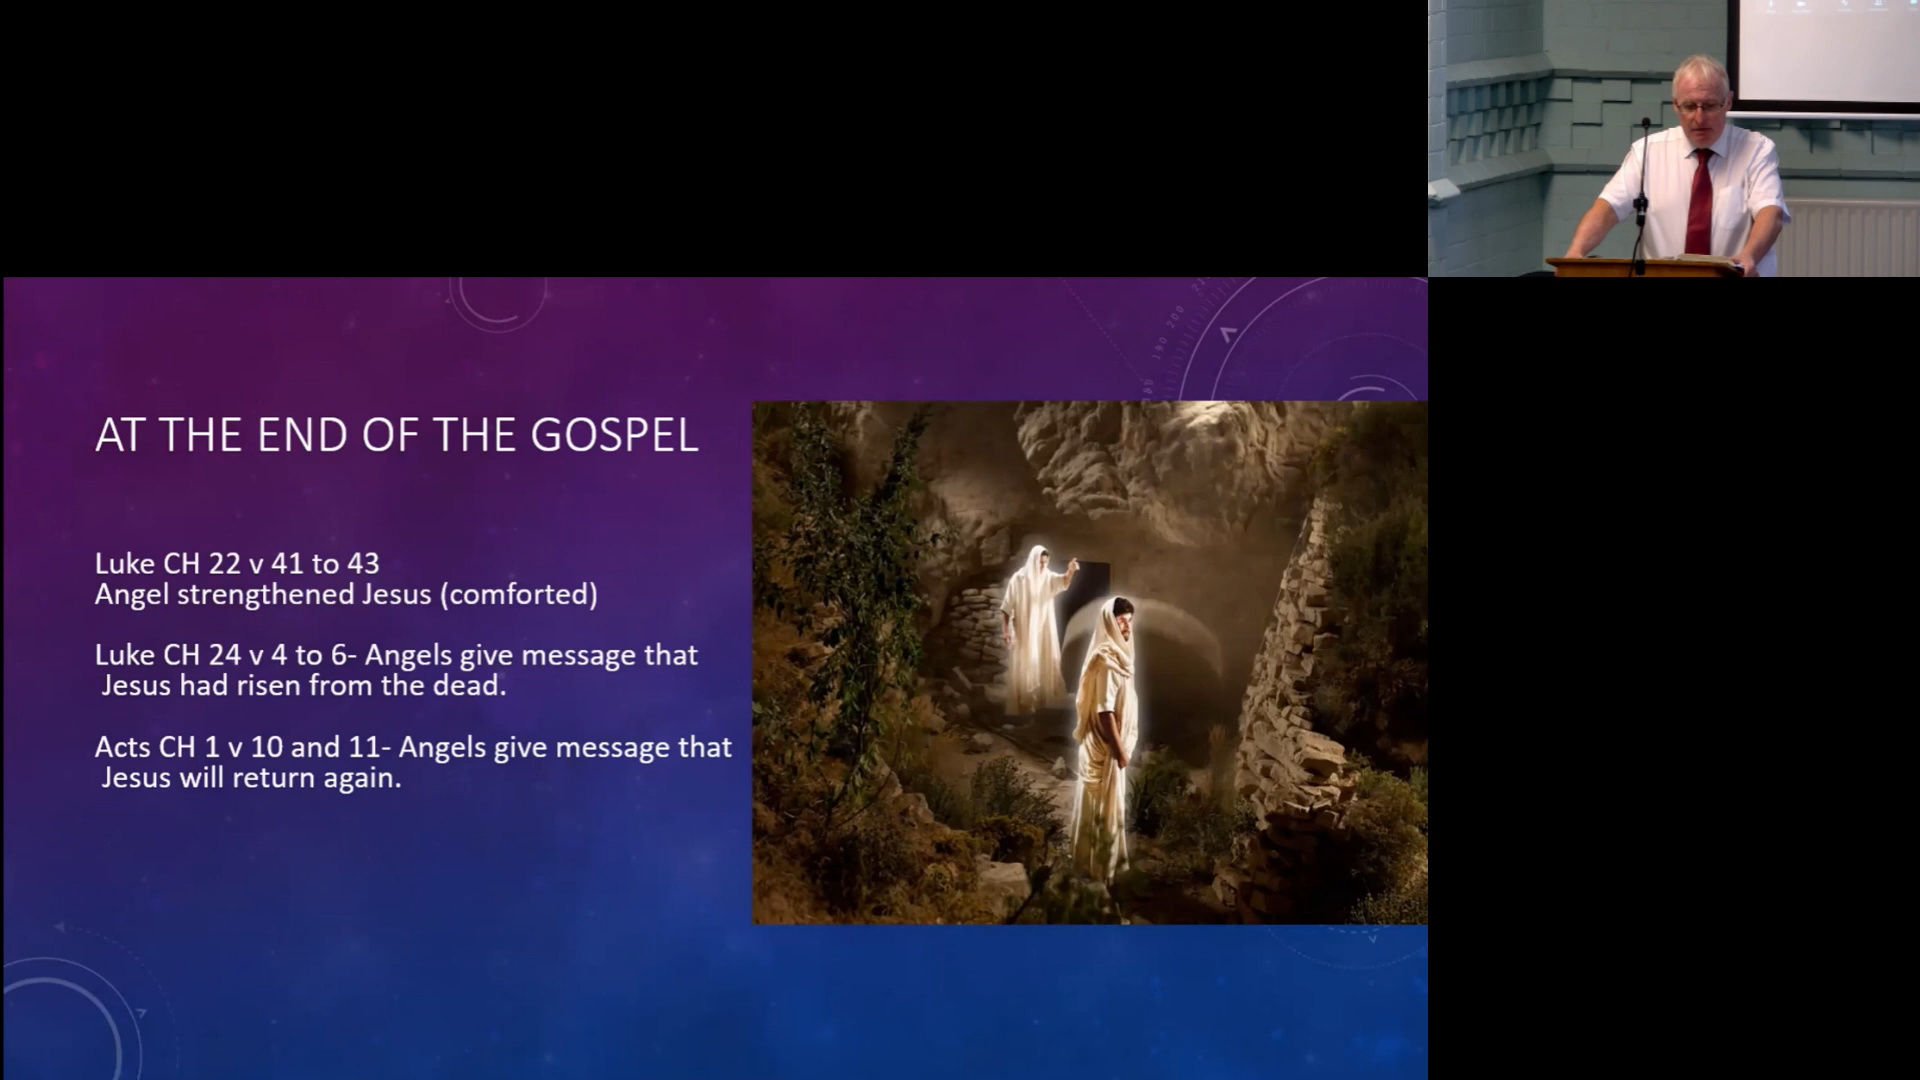 AT THE END OF THE GOSPEL
Luke CH 22 v 41 to 43
Angel strengthened Jesus (comforted)
Luke CH 24 v 4 to 6- Angels give message that
Jesus had risen from the dead.
Acts CH 1 v 10 and 11- Angels give message that
Jesus will return again.